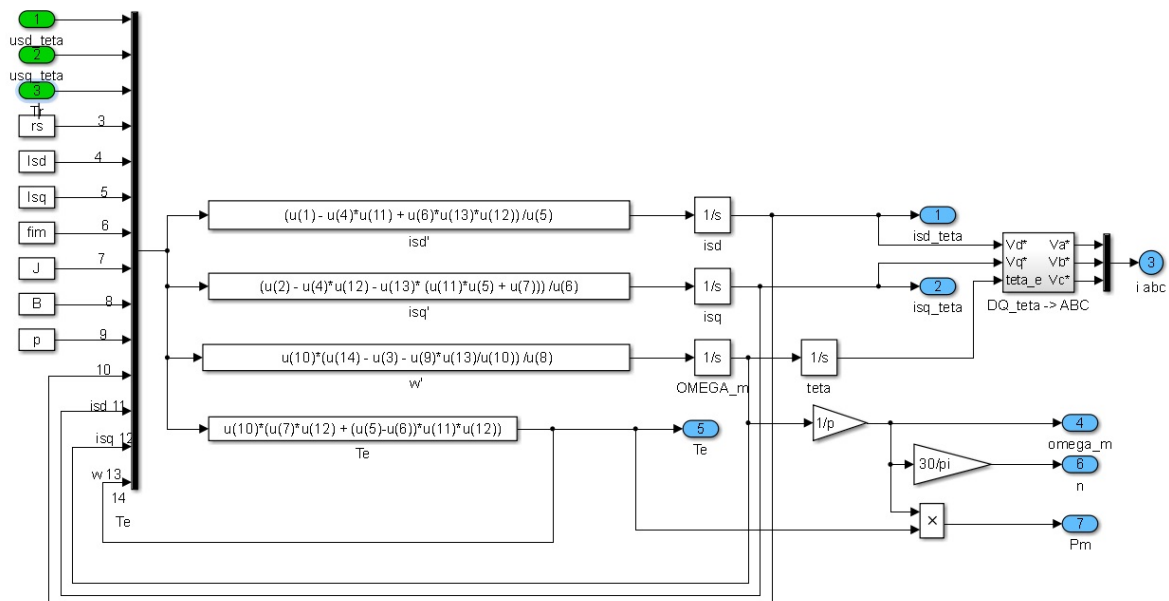 1
usd_teta
2
usq_teta
3
Tr
rs
3
lsd
4
lsq
5
fim
6
J
7
B
8
p
9
10
isd 11
isq 12
w 13
14
Te
(u(1) - u(4)*u(11) + u(6)*u(13)*u(12)) /u(5)
isd'
1/s
isd
(u(2) - u(4)*u(12) - u(13)* (u(11)*u(5) + u(7))) /u(6)
isq'
1/s
isq
u(10)*(u(14) - u(3) - u(9)*u(13)/u(10)) /u(8)
w'
1/s
OMEGA_m
1/s
teta
u(10)*(u(7)*u(12) + (u(5)-u(6))*u(11)*u(12))
Te
5
Te
1
isd_teta
2
isq_teta
Vd* Va*
Vq* Vb*
teta_e Vc*
DQ_teta -> ABC
3
i abc
1/p
4
omega_m
30/pi
6
n
×
7
Pm